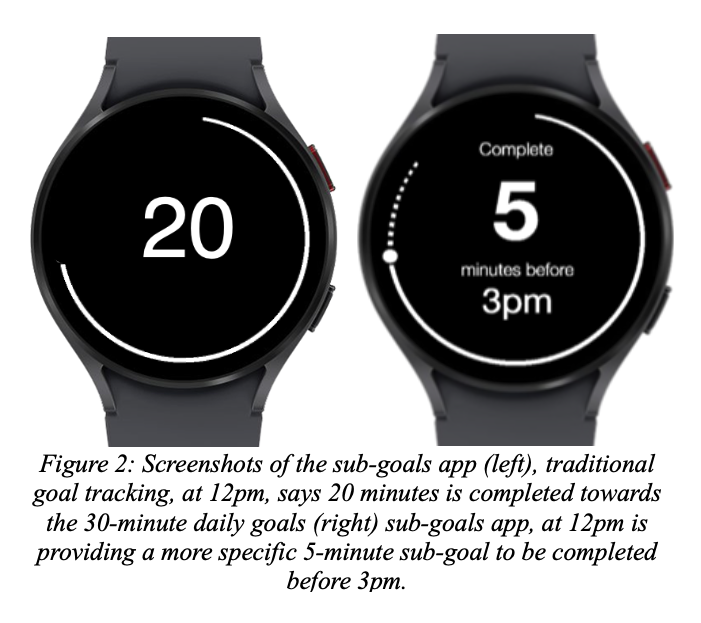 20
Complete
5
minutes before
3pm
Figure 2: Screenshots of the sub-goals app (left), traditional
goal tracking, at 12pm, says 20 minutes is completed towards
the 30-minute daily goals (right) sub-goals app, at 12pm is
providing a more specific 5-minute sub-goal to be completed
before 3pm.